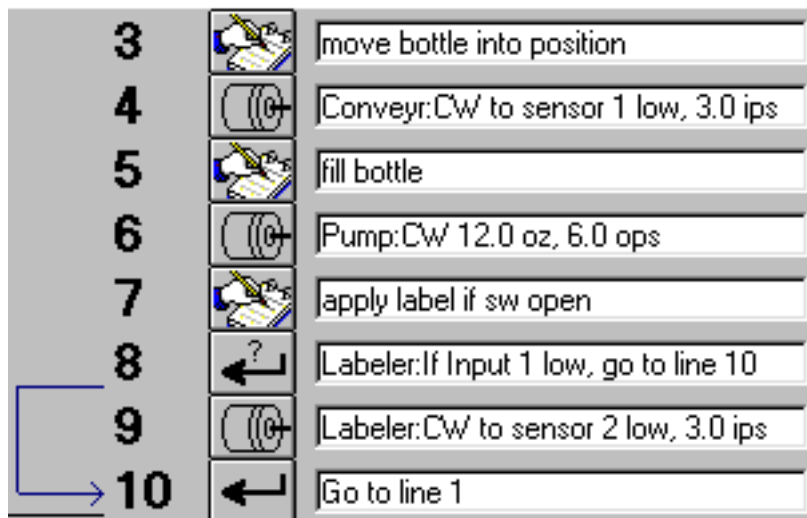 3 move bottle into position
4 Conveyr:CW to sensor 1 low, 3.0 ips
5 fill bottle
6 Pump:CW 12.0 oz, 6.0 ops
7 apply label if sw open
8 ? Labeler:If Input 1 low, go to line 10
9 Labeler:CW to sensor 2 low, 3.0 ips
10 Go to line 1